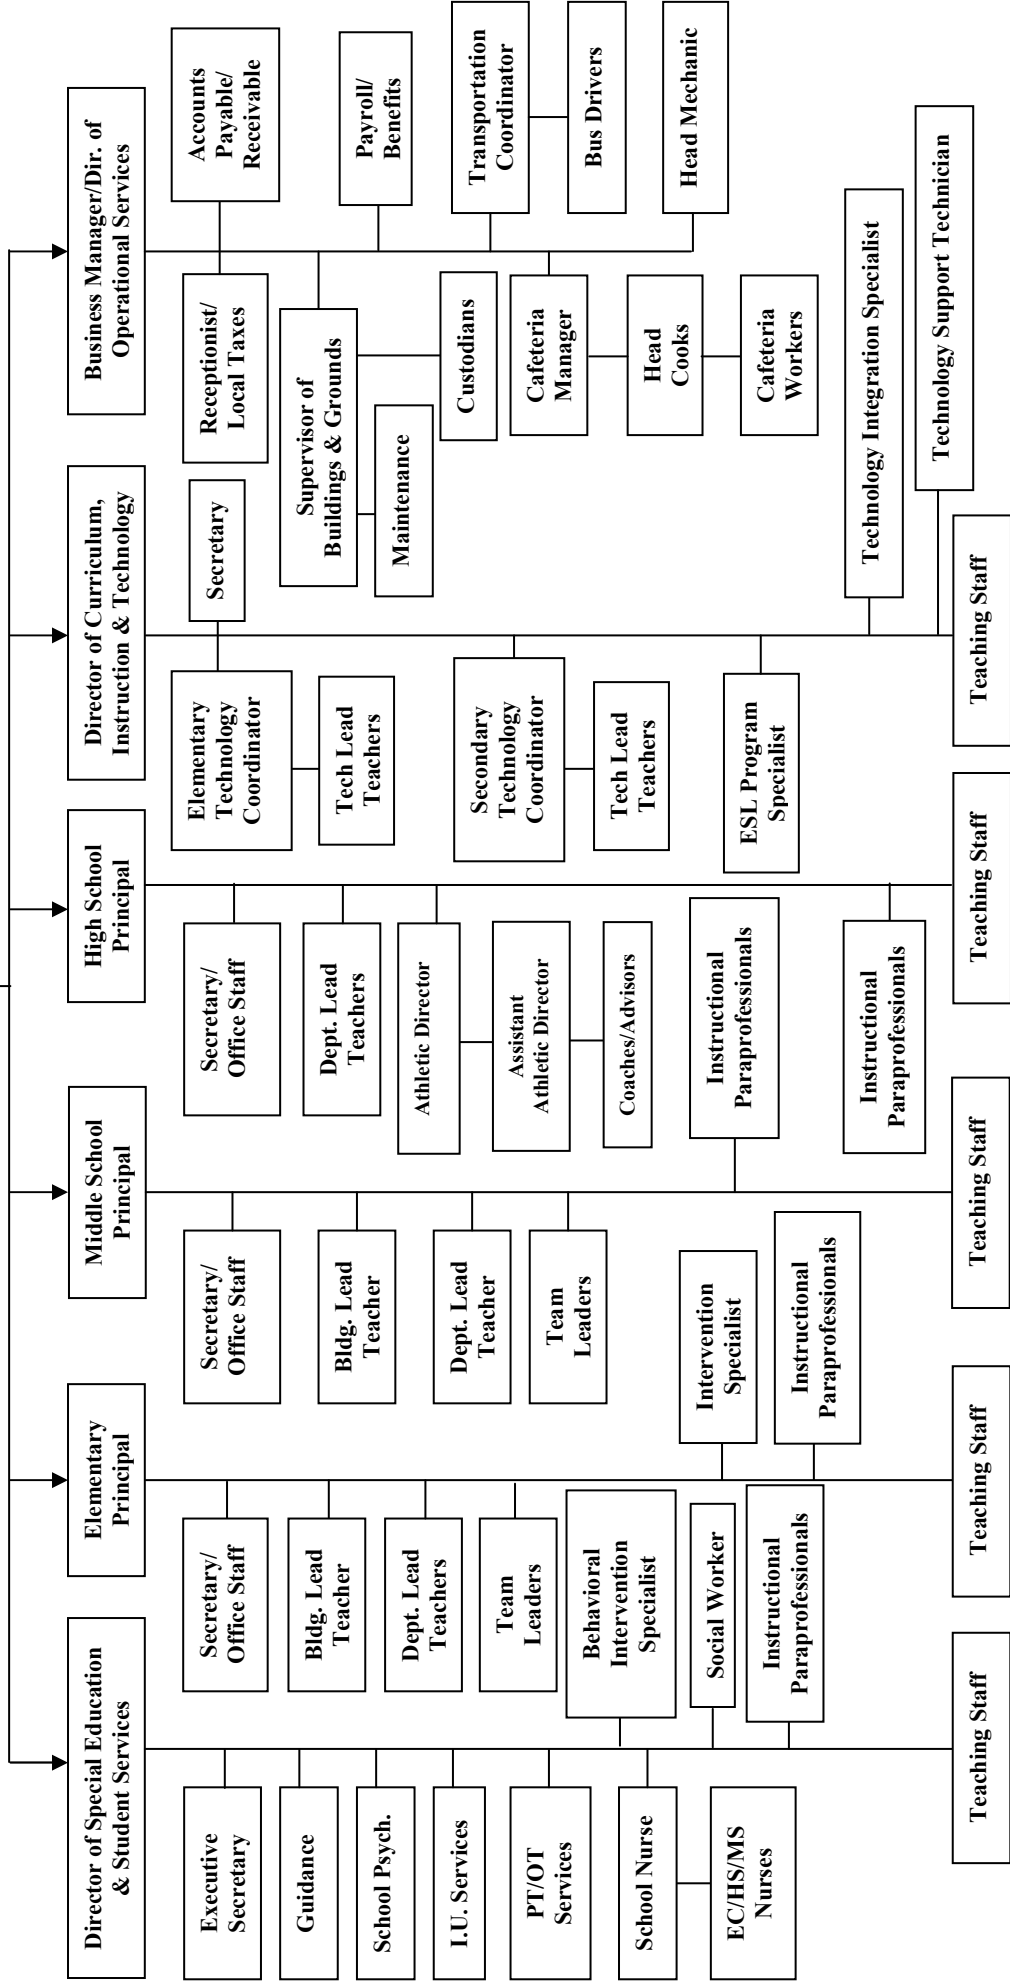 Director of Special Education
& Student Services
Executive
Secretary
Guidance
School Psych.
I.U. Services
PT/OT
Services
School Nurse
EC/HS/MS
Nurses
Behavioral
Intervention
Specialist
Social Worker
Instructional
Paraprofessionals
Teaching Staff
Elementary
Principal
Secretary/
Office Staff
Bldg. Lead
Teacher
Dept. Lead
Teachers
Team
Leaders
Intervention
Specialist
Instructional
Paraprofessionals
Teaching Staff
Middle School
Principal
Secretary/
Office Staff
Bldg. Lead
Teacher
Dept. Lead
Teacher
Team
Leaders
Instructional
Paraprofessionals
Teaching Staff
High School
Principal
Secretary/
Office Staff
Dept. Lead
Teachers
Athletic Director
Assistant
Athletic Director
Coaches/Advisors
Instructional
Paraprofessionals
Teaching Staff
Director of Curriculum,
Instruction & Technology
Secretary
Elementary
Technology
Coordinator
Tech Lead
Teachers
Secondary
Technology
Coordinator
Tech Lead
Teachers
ESL Program
Specialist
Technology Integration Specialist
Technology Support Technician
Teaching Staff
Business Manager/Dir. of
Operational Services
Receptionist/
Local Taxes
Accounts
Payable/
Receivable
Supervisor of
Buildings & Grounds
Maintenance
Custodians
Payroll/
Benefits
Transportation
Coordinator
Bus Drivers
Cafeteria
Manager
Head
Cooks
Cafeteria
Workers
Head Mechanic